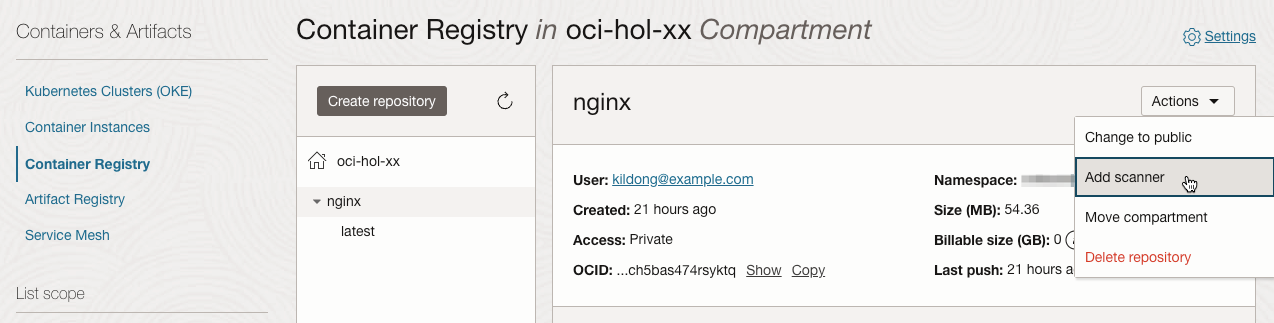 Containers & Artifacts
Kubernetes Clusters (OKE)
Container Instances
Container Registry
Artifact Registry
Service Mesh
List scope
Container Registry in oci-hol-xx Compartment
Settings
Create repository
oci-hol-xx
nginx
latest
nginx
Actions
Change to public
Add scanner
Move compartment
Delete repository
User: kildong@example.com
Created: 21 hours ago
Access: Private
OCID: ...ch5bas474rsyktq Show Copy
Namespace:
Size (MB): 54.36
Billable size (GB): 0
Last push: 21 hours a